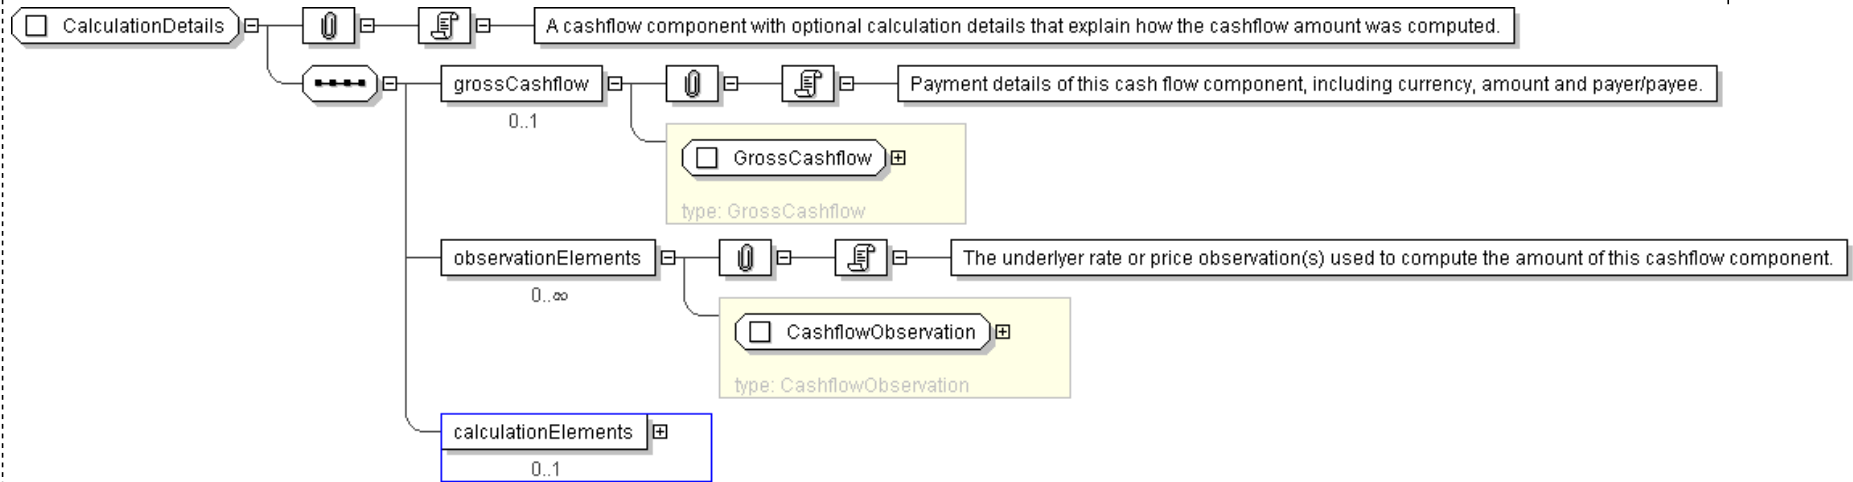 CalculationDetails
A cashflow component with optional calculation details that explain how the cashflow amount was computed.
grossCashflow
Payment details of this cash flow component, including currency, amount and payer/payee.
0..1
GrossCashflow
type: GrossCashflow
observationElements
The underlyer rate or price observation(s) used to compute the amount of this cashflow component.
0..∞
CashflowObservation
type: CashflowObservation
calculationElements
0..1